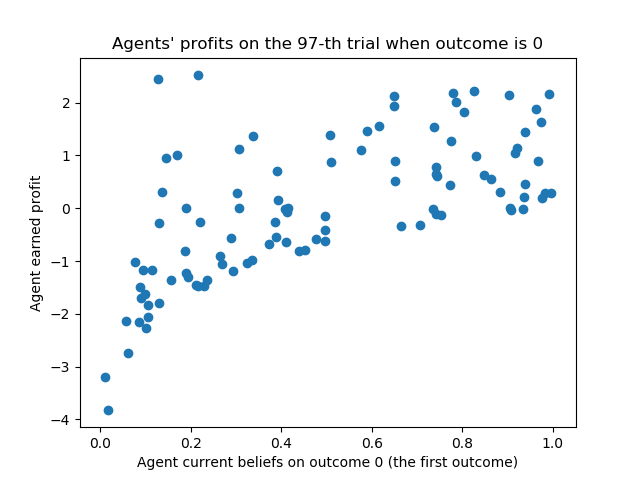 Agents' profits on the 97-th trial when outcome is 0
Agent earned profit
2
1
0
−1
−2
−3
−4
0.0 0.2 0.4 0.6 0.8 1.0
Agent current beliefs on outcome 0 (the first outcome)